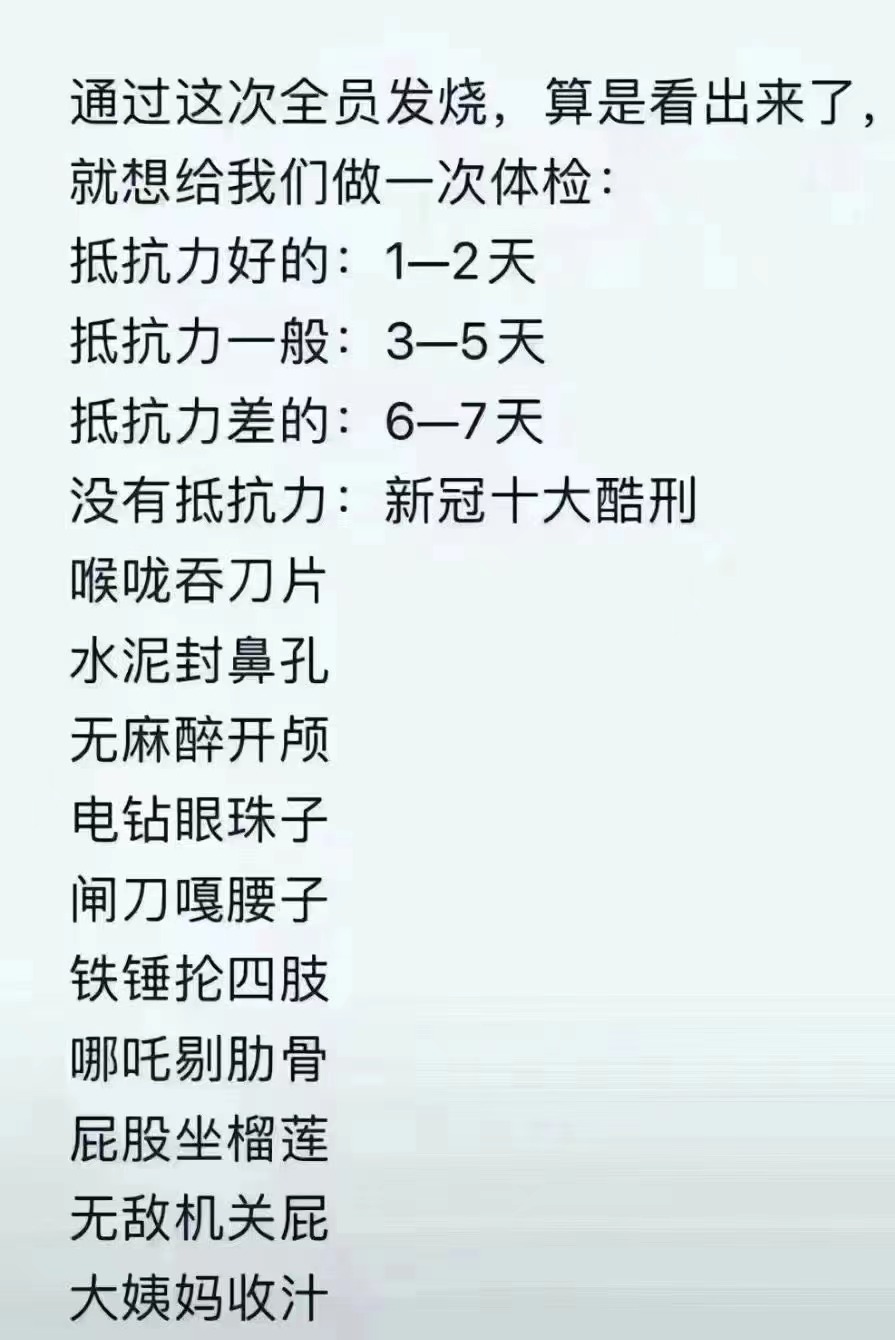 通过这次全员发烧，算是看出来了，
就想给我们做一次体检：
抵抗力好的：1—2天
抵抗力一般：3—5天
抵抗力差的：6—7天
没有抵抗力：新冠十大酷刑
喉咙吞刀片
水泥封鼻孔
无麻醉开颅
电钻眼珠子
闸刀嘎腰子
铁锤抡四肢
哪吒剔肋骨
屁股坐榴莲
无敌机关屁
大姨妈收汁